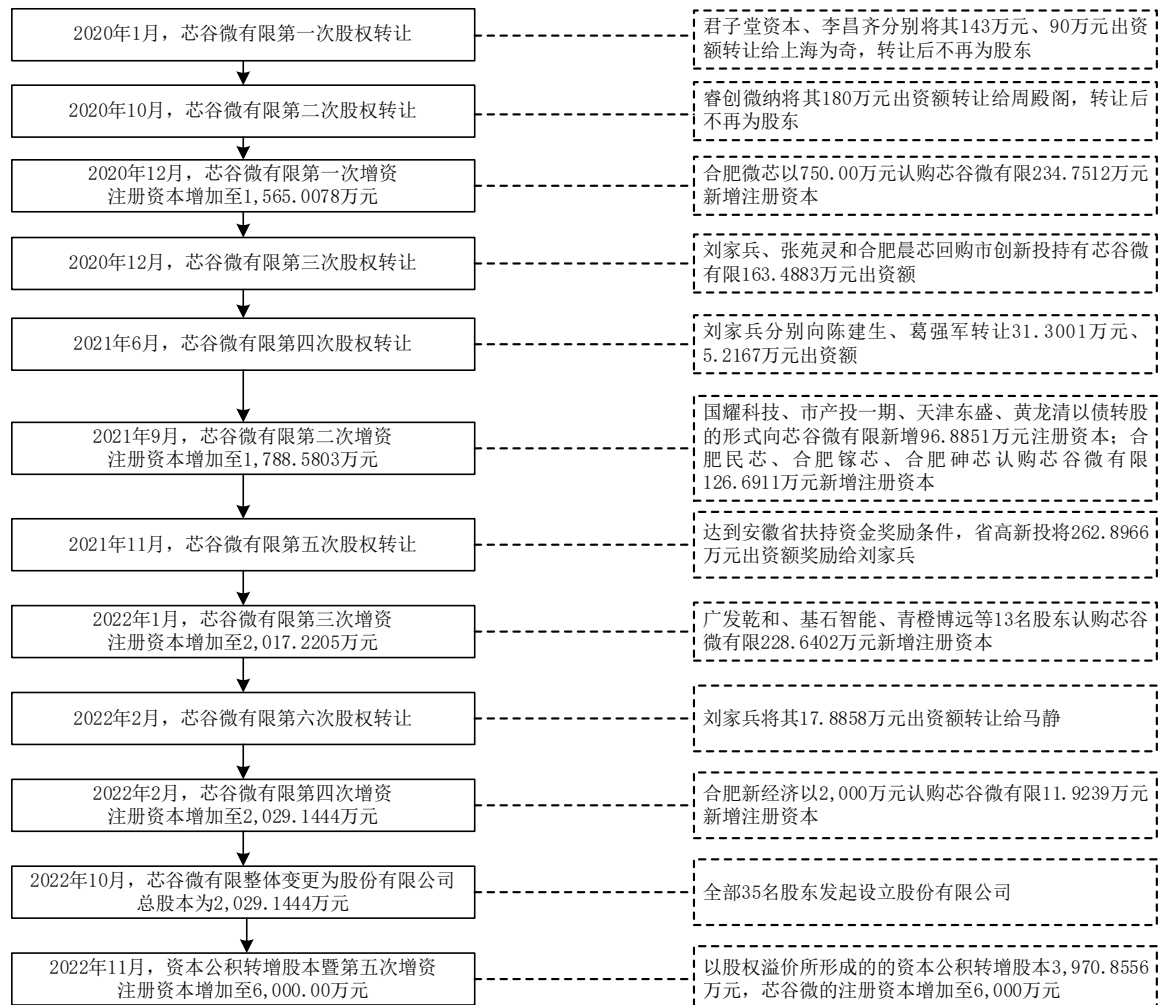 2020年1月，芯谷微有限第一次股权转让
君子堂资本、李昌齐分别将其143万元、90万元出资
额转让给上海为奇，转让后不再为股东
2020年10月，芯谷微有限第二次股权转让
睿创微纳将其180万元出资额转让给周殿阁，转让后
不再为股东
2020年12月，芯谷微有限第一次增资
注册资本增加至1,565.0078万元
合肥微芯以750.00万元认购芯谷微有限234.7512万元
新增注册资本
2020年12月，芯谷微有限第三次股权转让
刘家兵、张苑灵和合肥晨芯回购市创新投持有芯谷微
有限163.4883万元出资额
2021年6月，芯谷微有限第四次股权转让
刘家兵分别向陈建生、葛强军转让31.3001万元、
5.2167万元出资额
2021年9月，芯谷微有限第二次增资
注册资本增加至1,788.5803万元
国耀科技、市产投一期、天津东盛、黄龙清以债转股
的形式向芯谷微有限新增96.8851万元注册资本；合
肥民芯、合肥镓芯、合肥砷芯认购芯谷微有限
126.6911万元新增注册资本
2021年11月，芯谷微有限第五次股权转让
达到安徽省扶持资金奖励条件，省高新投将262.8966
万元出资额奖励给刘家兵
2022年1月，芯谷微有限第三次增资
注册资本增加至2,017.2205万元
广发乾和、基石智能、青橙博远等13名股东认购芯谷
微有限228.6402万元新增注册资本
2022年2月，芯谷微有限第六次股权转让
刘家兵将其17.8858万元出资额转让给马静
2022年2月，芯谷微有限第四次增资
注册资本增加至2,029.1444万元
合肥新经济以2,000万元认购芯谷微有限11.9239万元
新增注册资本
2022年10月，芯谷微有限整体变更为股份有限公司
总股本为2,029.1444万元
全部35名股东发起设立股份有限公司
2022年11月，资本公积转增股本暨第五次增资
注册资本增加至6,000.00万元
以股权溢价所形成的的资本公积转增股本3,970.8556
万元，芯谷微的注册资本增加至6,000万元